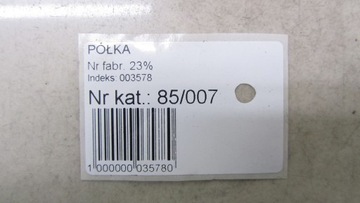 PÓŁKA
Nr fabr. 23%
Indeks: 003578
Nr kat.: 85/007
1 000000 035780